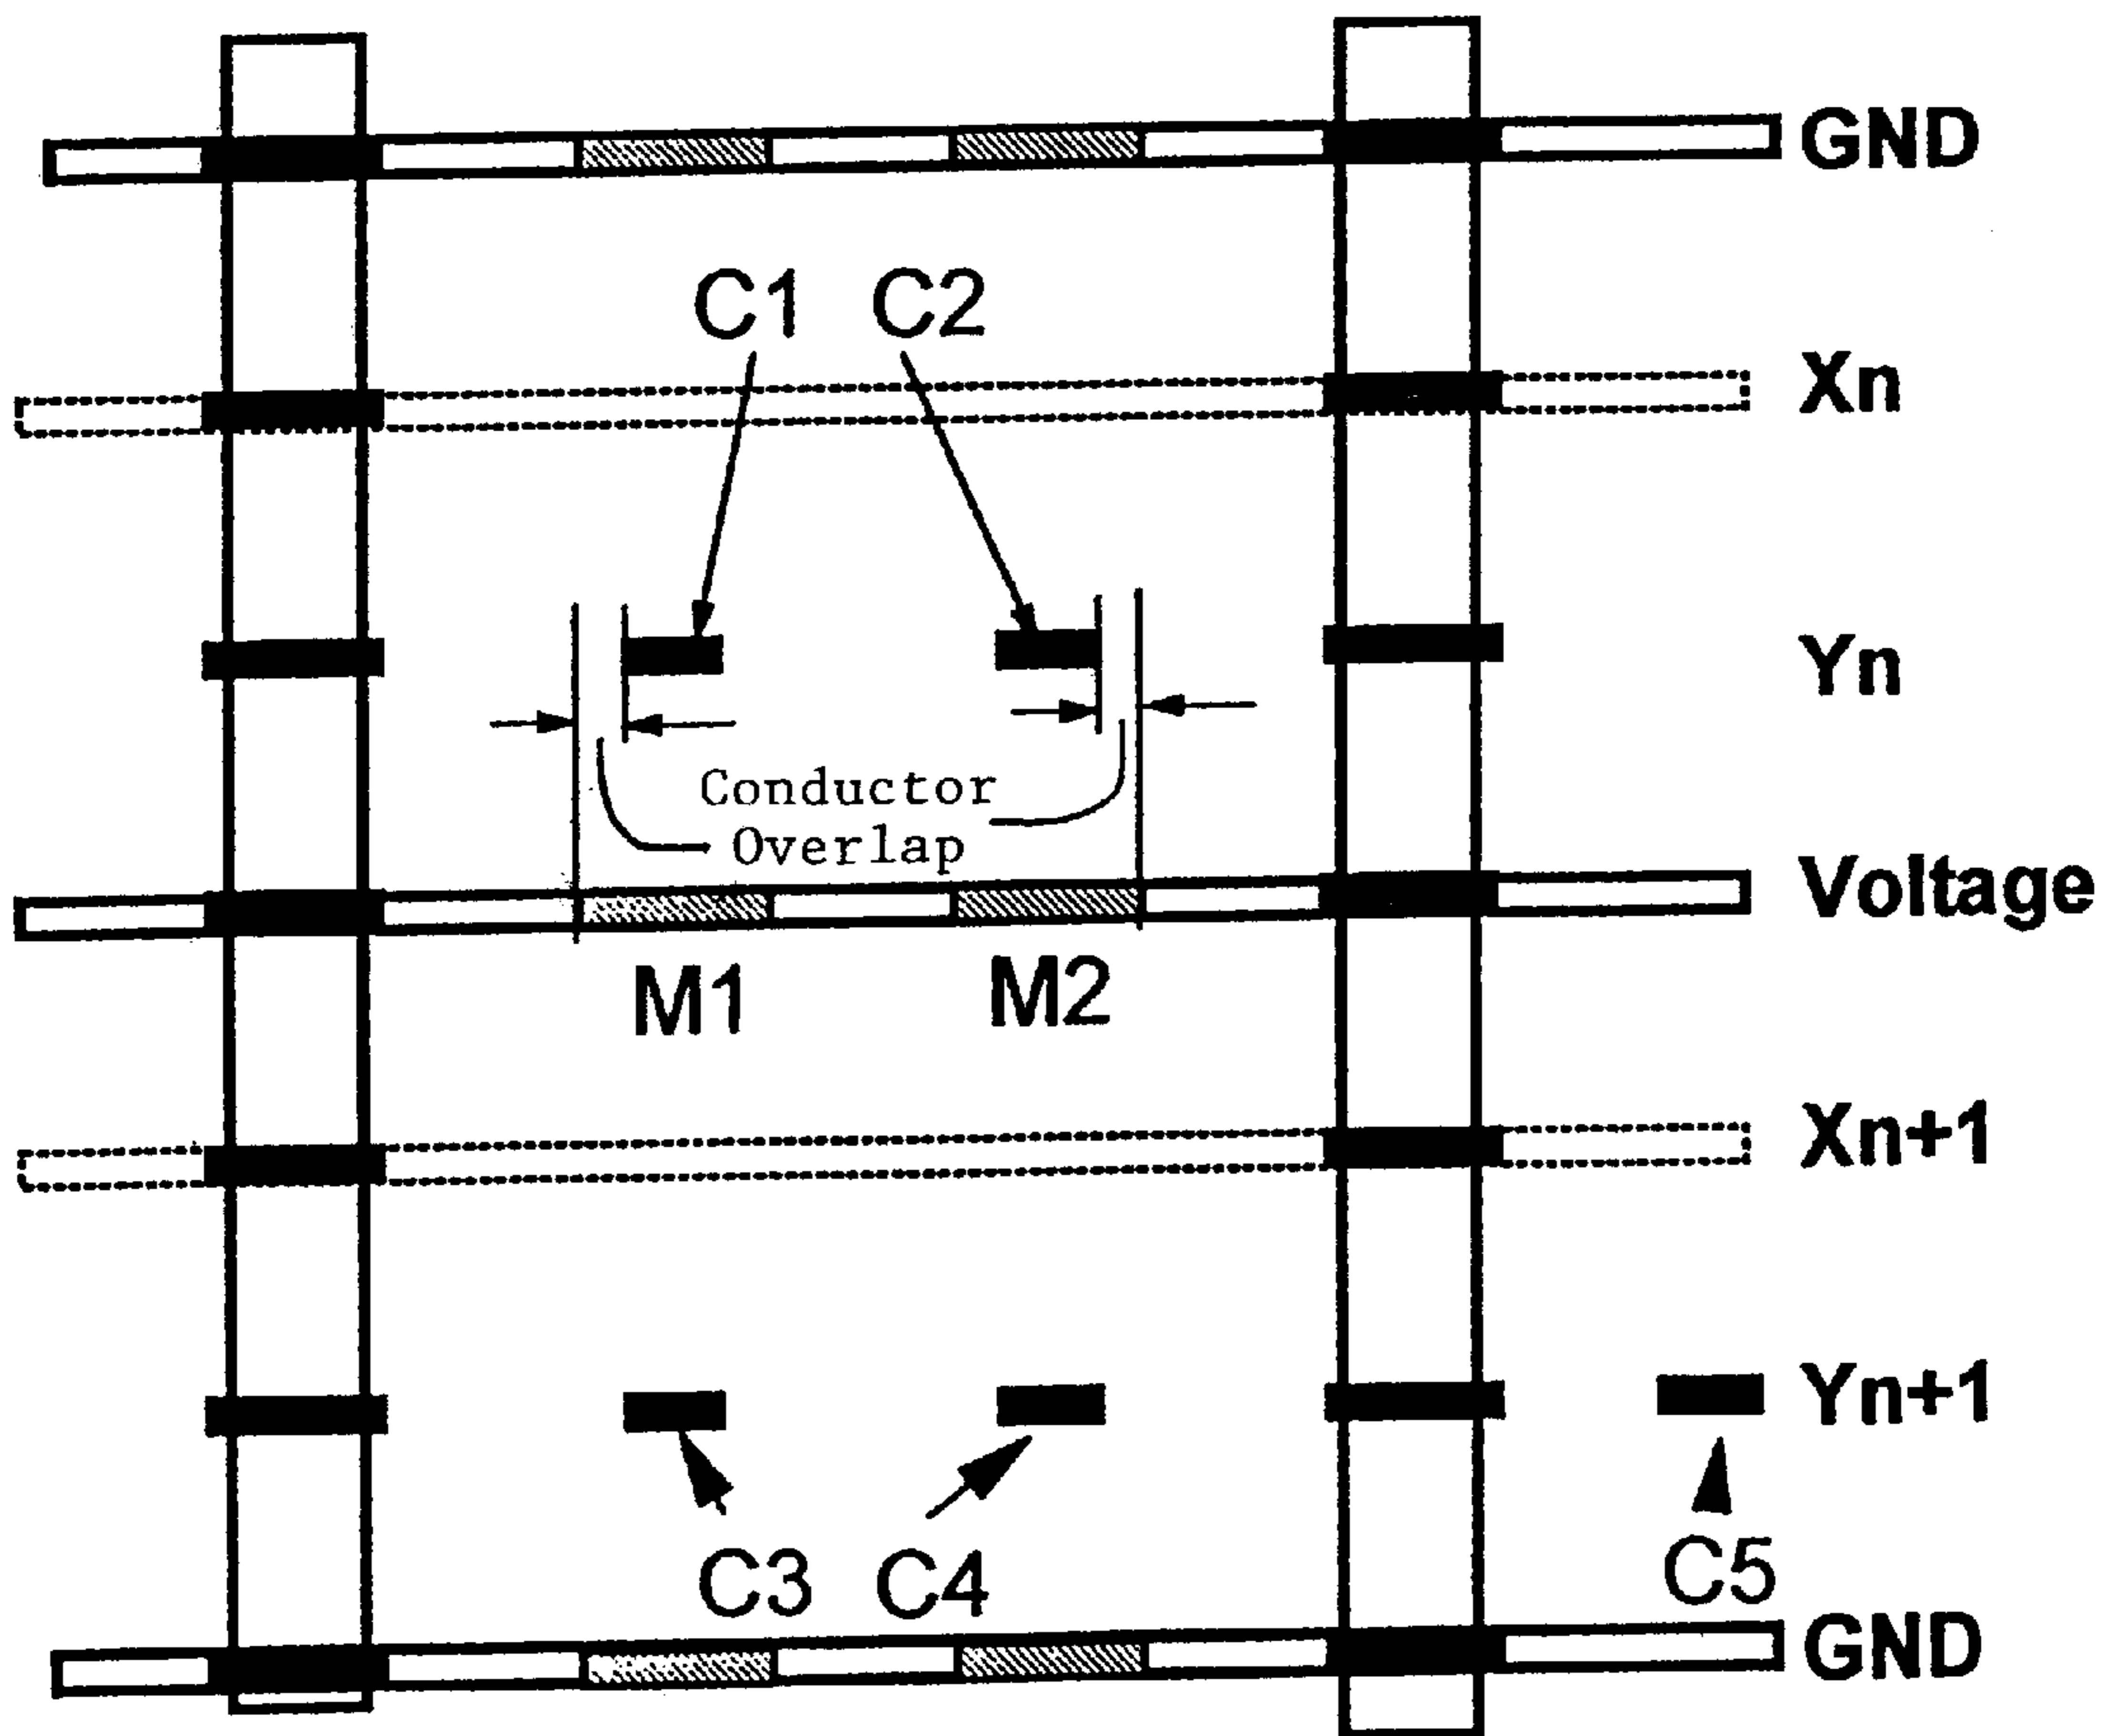 GND
C1 C2
Xn
Yn
Conductor
Overlap
Voltage
M1 M2
Xn+1
Yn+1
C3 C4 C5
GND